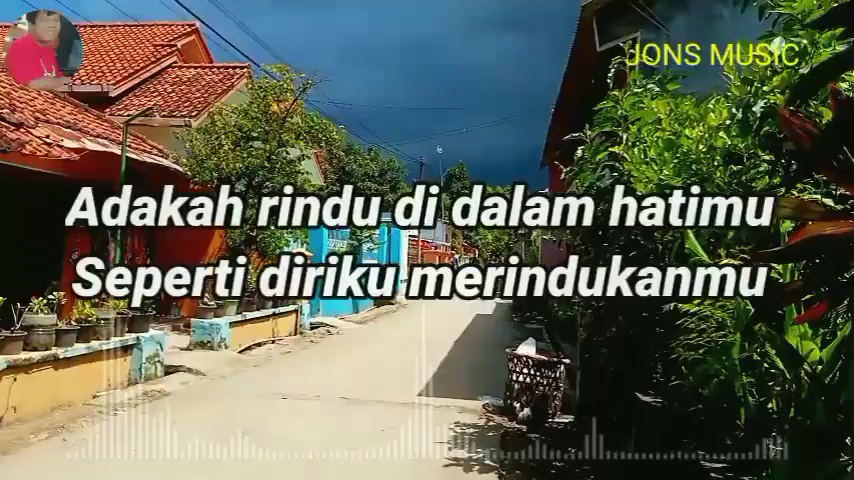 JONS MUSIC
Adakah rindu di dalam hatimu
Seperti diriku merindukanmu